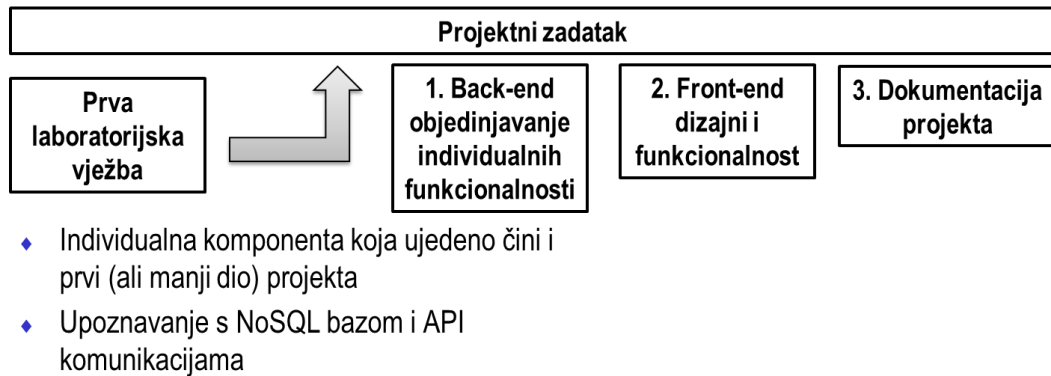 Projektni zadatak
Prva
laboratorijska
vježba
1. Back-end
objedinjavanje
individualnih
funkcionalnosti
2. Front-end
dizajni i
funkcionalnost
3. Dokumentacija
projekta
Individualna komponenta koja ujedeno čini i
prvi (ali manji dio) projekta
Upoznavanje s NoSQL bazom i API
komunikacijama